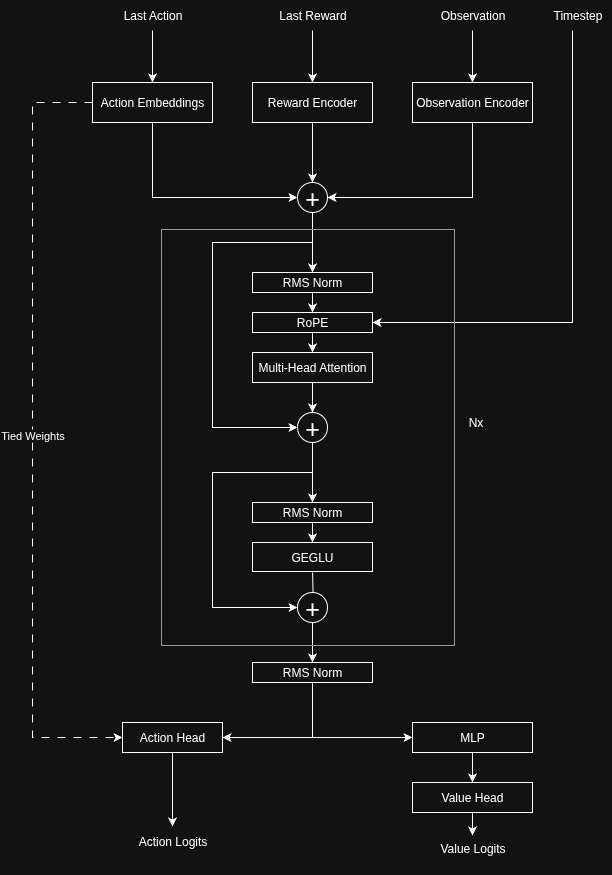 Last Action
Last Reward
Observation
Timestep
Action Embeddings
Reward Encoder
Observation Encoder
+
RMS Norm
RoPE
Multi-Head Attention
+
Nx
Tied Weights
RMS Norm
GEGLU
+
RMS Norm
Action Head
MLP
Value Head
Action Logits
Value Logits